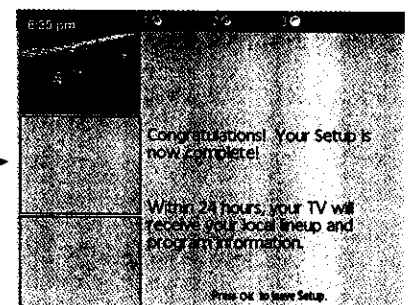 6:35 pm
Congratulations! Your Setup is
now complete!
Within 24 hours, your TV will
receive your local lineup and
program information.
Press OK to leave Setup.